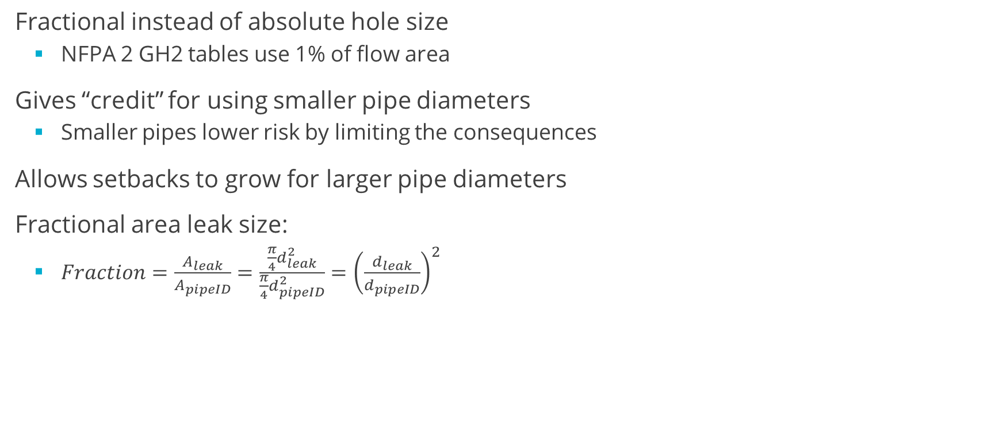 Fractional instead of absolute hole size
▪ NFPA 2 GH2 tables use 1% of flow area
Gives “credit” for using smaller pipe diameters
▪ Smaller pipes lower risk by limiting the consequences
Allows setbacks to grow for larger pipe diameters
Fractional area leak size:
▪ $Fraction = \frac{A_{leak}}{A_{pipeID}} = \frac{\frac{\pi}{4}d_{leak}^{2}}{\frac{\pi}{4}d_{pipeID}^{2}} = \left(\frac{d_{leak}}{d_{pipeID}}\right)^{2}$